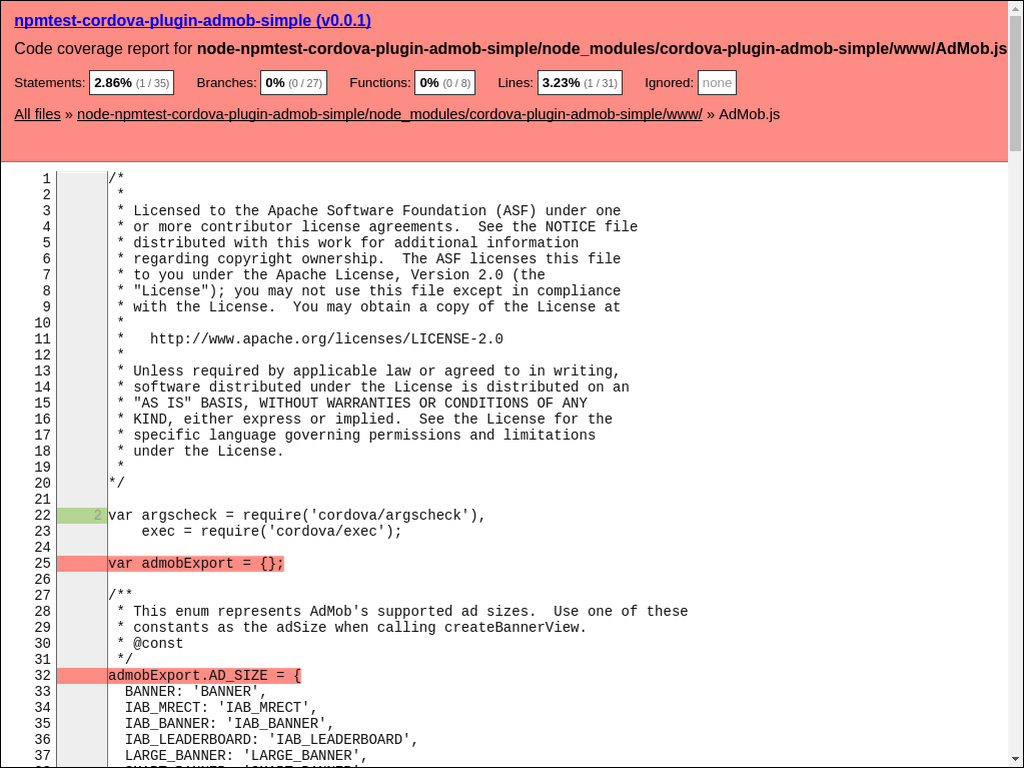 npmtest-cordova-plugin-admob-simple (v0.0.1)
Code coverage report for node-npmtest-cordova-plugin-admob-simple/node_modules/cordova-plugin-admob-simple/www/AdMob.js
Statements: 2.86% (1 / 35) Branches: 0% (0 / 27) Functions: 0% (0 / 8) Lines: 3.23% (1 / 31) Ignored: none
All files » node-npmtest-cordova-plugin-admob-simple/node_modules/cordova-plugin-admob-simple/www/ » AdMob.js
1 /*
2  *
3  * Licensed to the Apache Software Foundation (ASF) under one
4  * or more contributor license agreements.  See the NOTICE file
5  * distributed with this work for additional information
6  * regarding copyright ownership.  The ASF licenses this file
7  * to you under the Apache License, Version 2.0 (the
8  * "License"); you may not use this file except in compliance
9  * with the License.  You may obtain a copy of the License at
10  *
11  *   http://www.apache.org/licenses/LICENSE-2.0
12  *
13  * Unless required by applicable law or agreed to in writing,
14  * software distributed under the License is distributed on an
15  * "AS IS" BASIS, WITHOUT WARRANTIES OR CONDITIONS OF ANY
16  * KIND, either express or implied.  See the License for the
17  * specific language governing permissions and limitations
18  * under the License.
19  *
20 */
21
22 2 var argscheck = require('cordova/argscheck'),
23     exec = require('cordova/exec');
24
25 var admobExport = {};
26
27 /**
28  * This enum represents AdMob's supported ad sizes.  Use one of these
29  * constants as the adSize when calling createBannerView.
30  * @const
31  */
32 admobExport.AD_SIZE = {
33   BANNER: 'BANNER',
34   IAB_MRECT: 'IAB_MRECT',
35   IAB_BANNER: 'IAB_BANNER',
36   IAB_LEADERBOARD: 'IAB_LEADERBOARD',
37   LARGE_BANNER: 'LARGE_BANNER',